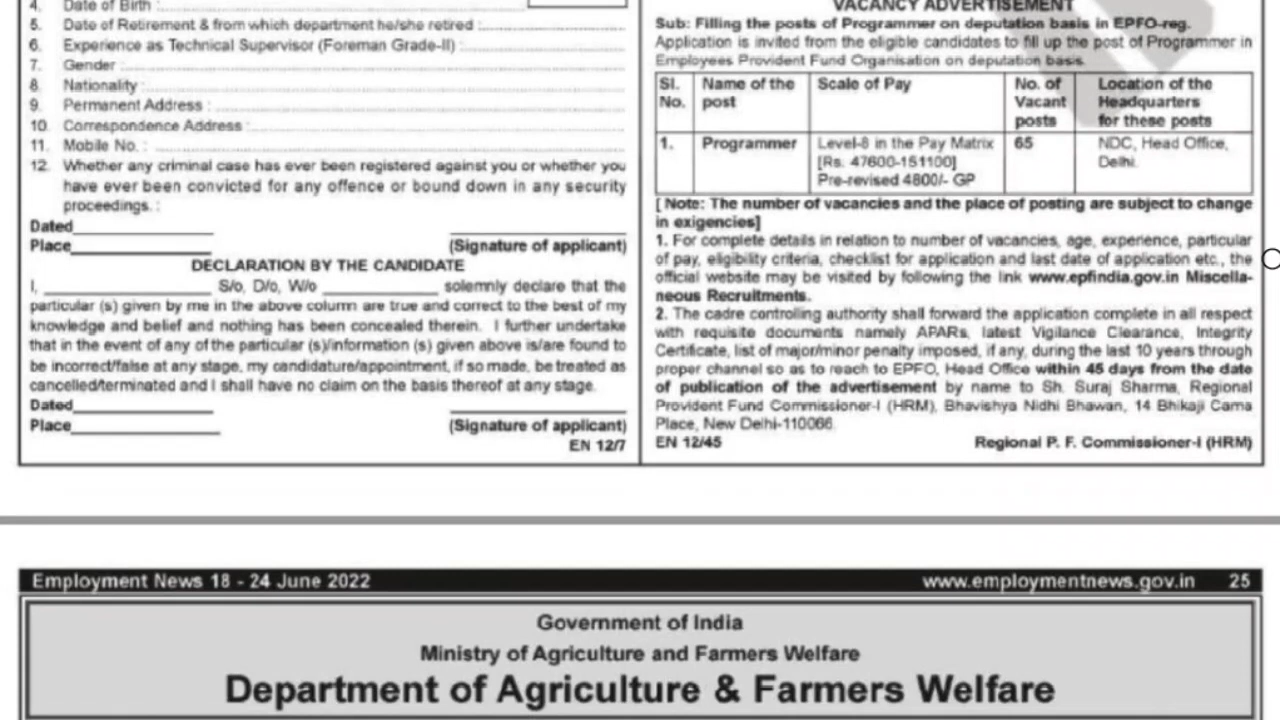 4. Date of Birth :
5. Date of Retirement & from which department he/she retired :
6. Experience as Technical Supervisor (Foreman Grade-II) :
7. Gender :
8. Nationality :
9. Permanent Address :
10. Correspondence Address :
11. Mobile No. :
12. Whether any criminal case has ever been registered against you or whether you
have ever been convicted for any offence or bound down in any security
proceedings. :
Dated
Place (Signature of applicant)
DECLARATION BY THE CANDIDATE
I, S/o, D/o, W/o solemnly declare that the
particular (s) given by me in the above column are true and correct to the best of my
knowledge and belief and nothing has been concealed therein. I further undertake
that in the event of any of the particular (s)/information (s) given above is/are found to
be incorrect/false at any stage, my candidature/appointment, if so made, be treated as
cancelled/terminated and I shall have no claim on the basis thereof at any stage.
Dated
Place (Signature of applicant)
EN 12/7
VACANCY ADVERTISEMENT
Sub: Filling the posts of Programmer on deputation basis in EPFO-reg.
Application is invited from the eligible candidates to fill up the post of Programmer in
Employees Provident Fund Organisation on deputation basis.
Sl. Name of the Scale of Pay No. of Location of the
No. post Vacant Headquarters
posts for these posts
1. Programmer Level-8 in the Pay Matrix 65 NDC, Head Office,
[Rs. 47600-151100] Delhi.
Pre-revised 4800/- GP
[ Note: The number of vacancies and the place of posting are subject to change
in exigencies]
1. For complete details in relation to number of vacancies, age, experience, particular
of pay, eligibility criteria, checklist for application and last date of application etc., the
official website may be visited by following the link www.epfindia.gov.in Miscella-
neous Recruitments.
2. The cadre controlling authority shall forward the application complete in all respect
with requisite documents namely APARs, latest Vigilance Clearance, Integrity
Certificate, list of major/minor penalty imposed, if any, during the last 10 years through
proper channel so as to reach to EPFO, Head Office within 45 days from the date
of publication of the advertisement by name to Sh. Suraj Sharma, Regional
Provident Fund Commissioner-I (HRM), Bhavishya Nidhi Bhawan, 14 Bhikaji Cama
Place, New Delhi-110066.
EN 12/45 Regional P. F. Commissioner-I (HRM)
Employment News 18 - 24 June 2022 www.employmentnews.gov.in 25
Government of India
Ministry of Agriculture and Farmers Welfare
Department of Agriculture & Farmers Welfare